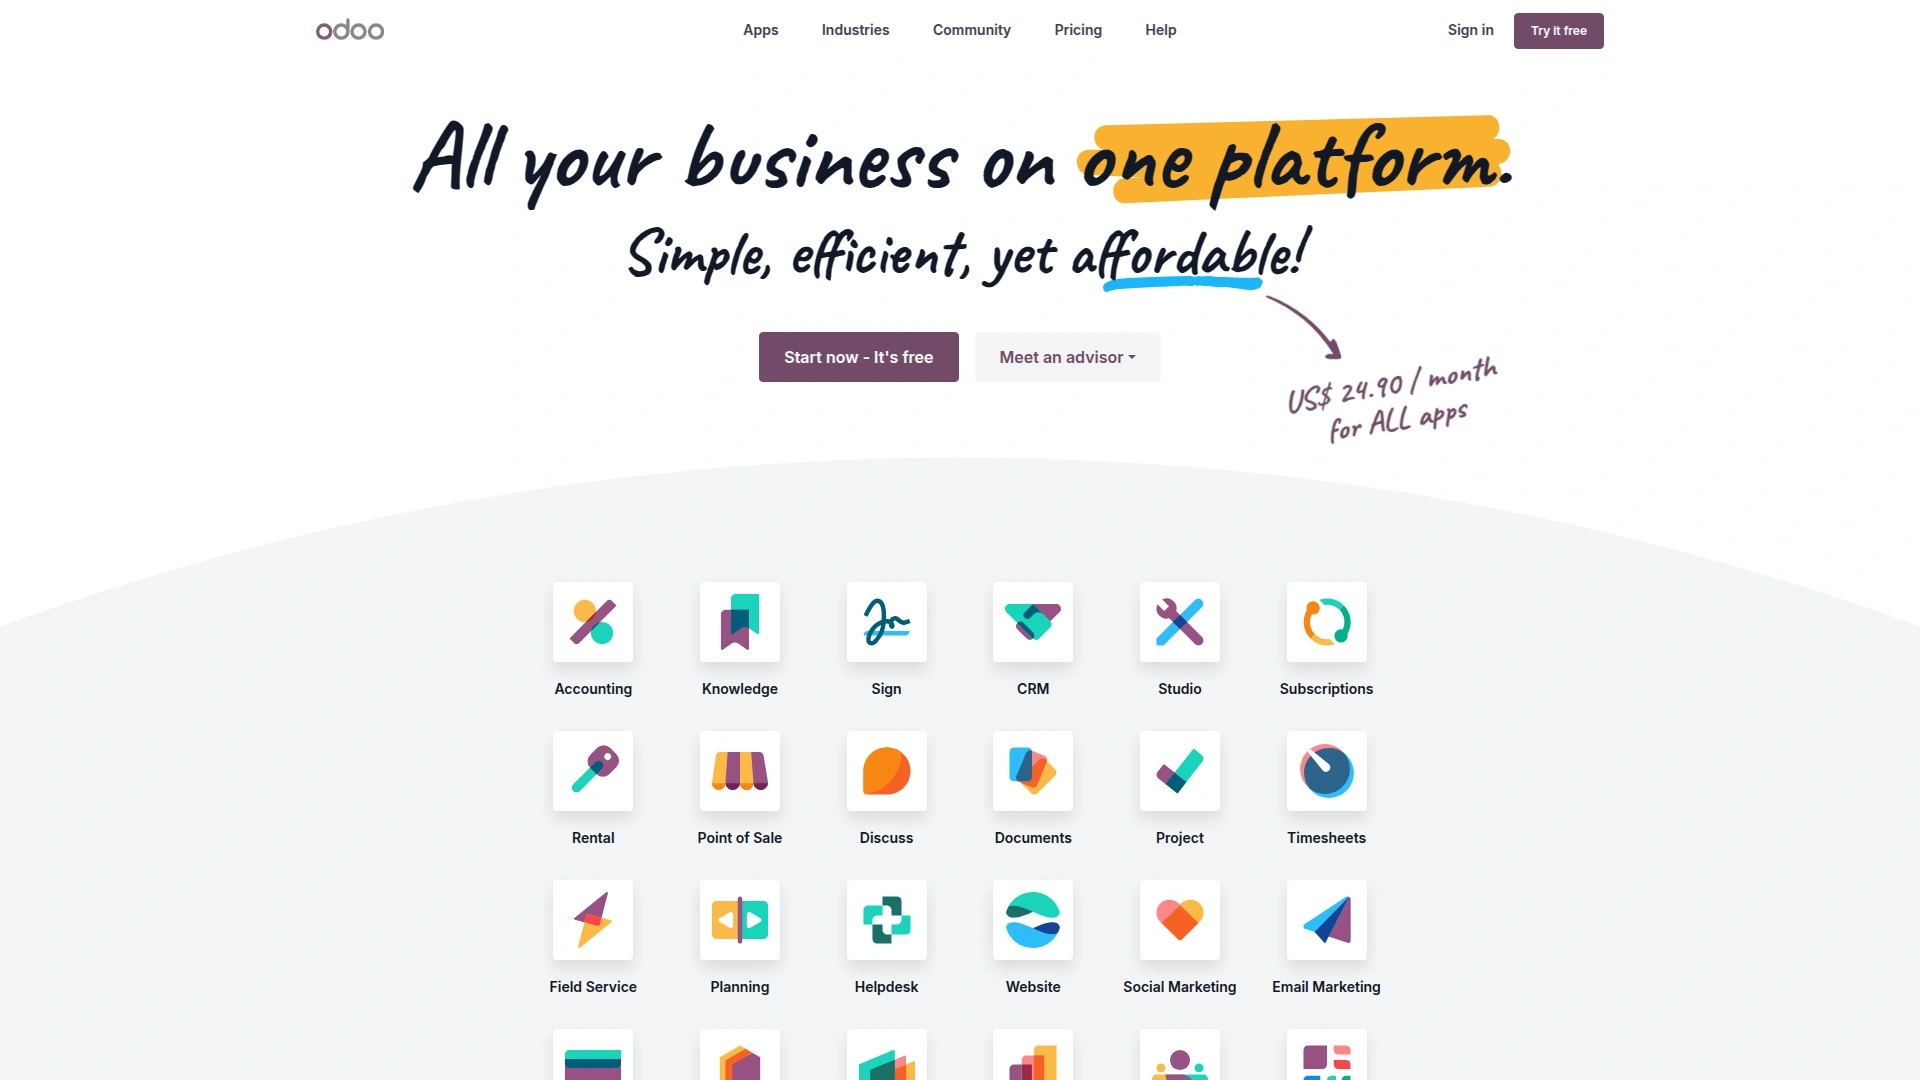 odoo
Apps
Industries
Community
Pricing
Help
Sign in
Try it free
All your business on one platform.
Simple, efficient, yet affordable!
Start now - It's free
Meet an advisor
US$ 24.90 / month
for ALL apps
Accounting
Knowledge
Sign
CRM
Studio
Subscriptions
Rental
Point of Sale
Discuss
Documents
Project
Timesheets
Field Service
Planning
Helpdesk
Website
Social Marketing
Email Marketing